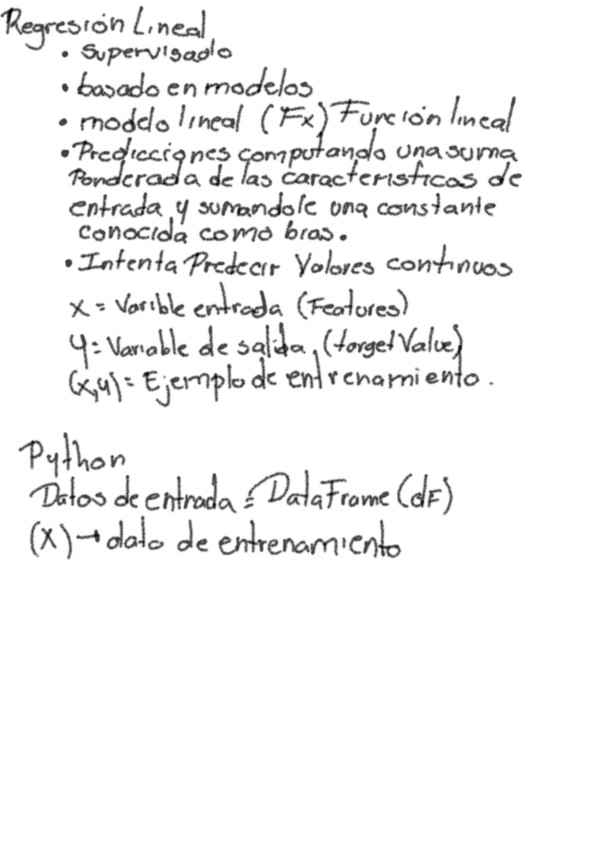 Regresión Lineal
• Supervisado
• basado en modelos
• modelo lineal (Fx) Función lineal
• Predicciones computando una suma
Ponderada de las caracteristicas de
entrada y sumandole una constante
conocida como bias.
• Intenta Predecir Valores continuos
x = Varible entrada (Features)
y = Variable de salida, (target Value)
(x,y) = Ejemplo de entrenamiento.
Python
Datos de entrada = DataFrame (dF)
(X) → dato de entrenamiento